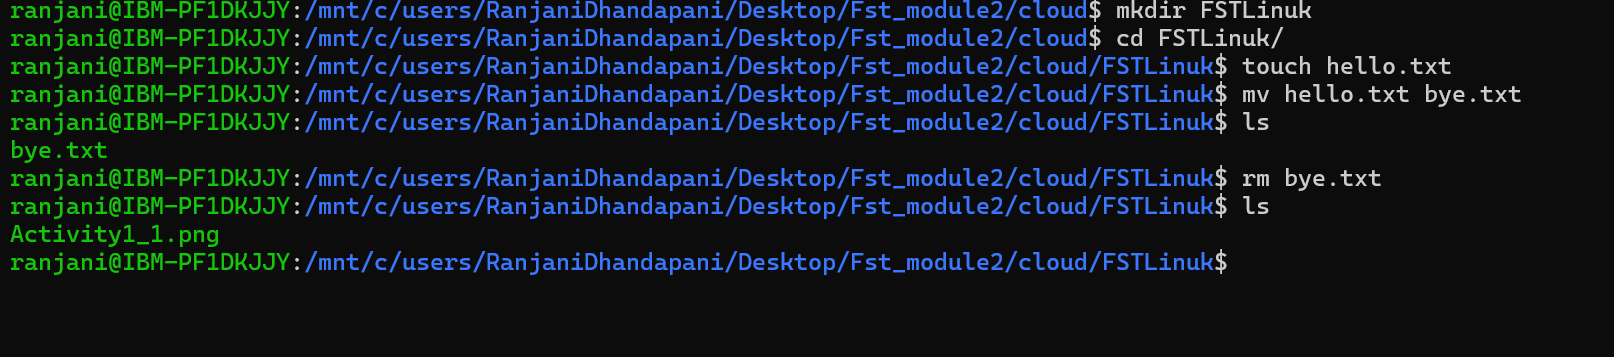 ranjani@IBM-PF1DKJJY:/mnt/c/users/RanjaniDhandapani/Desktop/Fst_module2/cloud$ mkdir FSTLinuk
ranjani@IBM-PF1DKJJY:/mnt/c/users/RanjaniDhandapani/Desktop/Fst_module2/cloud$ cd FSTLinuk/
ranjani@IBM-PF1DKJJY:/mnt/c/users/RanjaniDhandapani/Desktop/Fst_module2/cloud/FSTLinuk$ touch hello.txt
ranjani@IBM-PF1DKJJY:/mnt/c/users/RanjaniDhandapani/Desktop/Fst_module2/cloud/FSTLinuk$ mv hello.txt bye.txt
ranjani@IBM-PF1DKJJY:/mnt/c/users/RanjaniDhandapani/Desktop/Fst_module2/cloud/FSTLinuk$ ls
bye.txt
ranjani@IBM-PF1DKJJY:/mnt/c/users/RanjaniDhandapani/Desktop/Fst_module2/cloud/FSTLinuk$ rm bye.txt
ranjani@IBM-PF1DKJJY:/mnt/c/users/RanjaniDhandapani/Desktop/Fst_module2/cloud/FSTLinuk$ ls
Activity1_1.png
ranjani@IBM-PF1DKJJY:/mnt/c/users/RanjaniDhandapani/Desktop/Fst_module2/cloud/FSTLinuk$